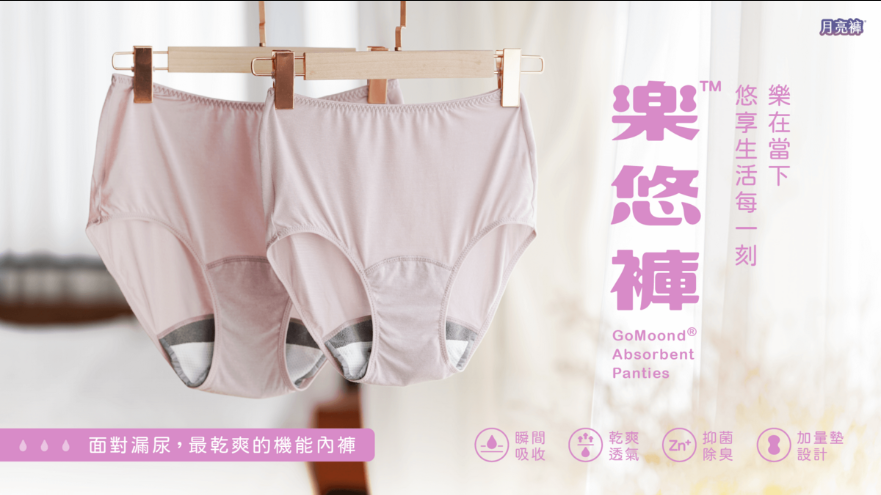 月亮褲
楽悠褲™
樂在當下
悠享生活每一刻
GoMoond®
Absorbent
Panties
面對漏尿，最乾爽的機能內褲
瞬間
吸收
乾爽
透氣
Zn⁺
抑菌
除臭
加量墊
設計